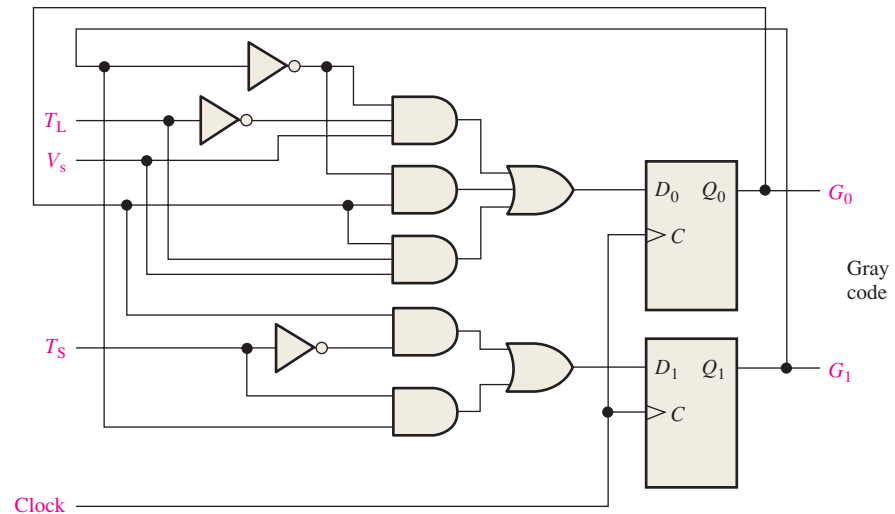 T_L
V_s
D_0 Q_0
G_0
C
Gray
code
T_S
D_1 Q_1
G_1
C
Clock